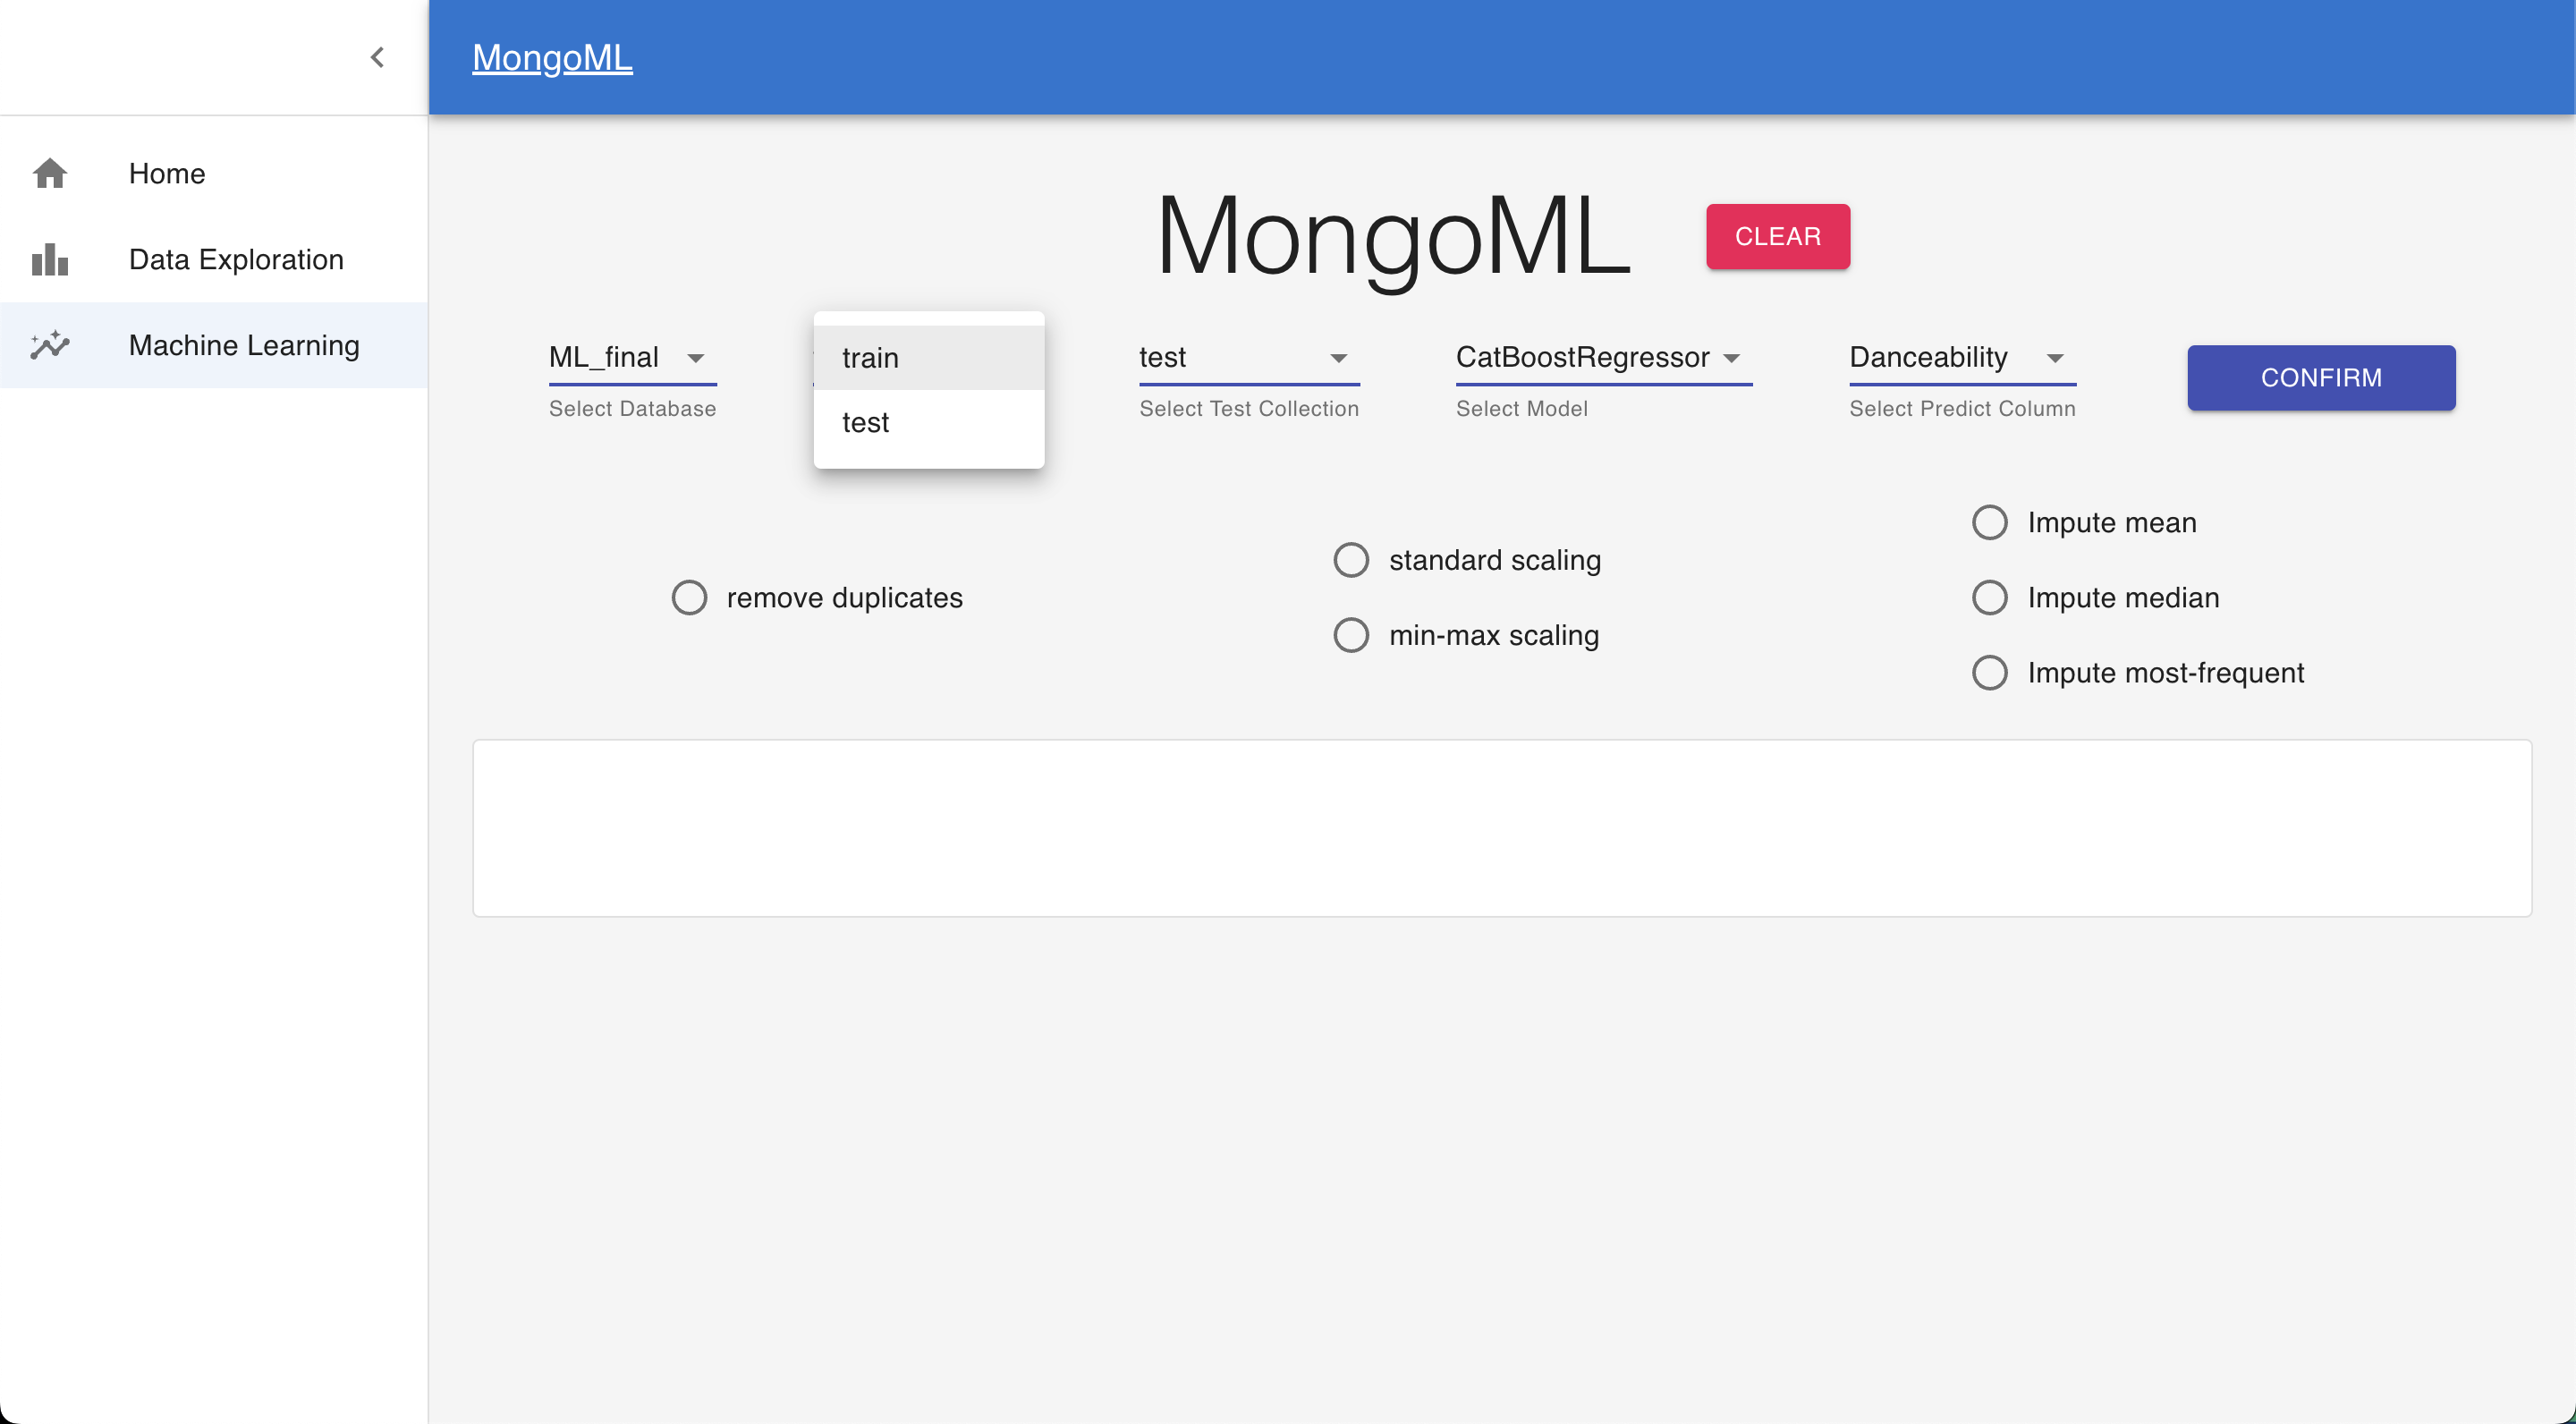 MongoML
Home
Data Exploration
Machine Learning
MongoML
CLEAR
ML_final
Select Database
train
test
test
Select Test Collection
CatBoostRegressor
Select Model
Danceability
Select Predict Column
CONFIRM
remove duplicates
standard scaling
min-max scaling
Impute mean
Impute median
Impute most-frequent